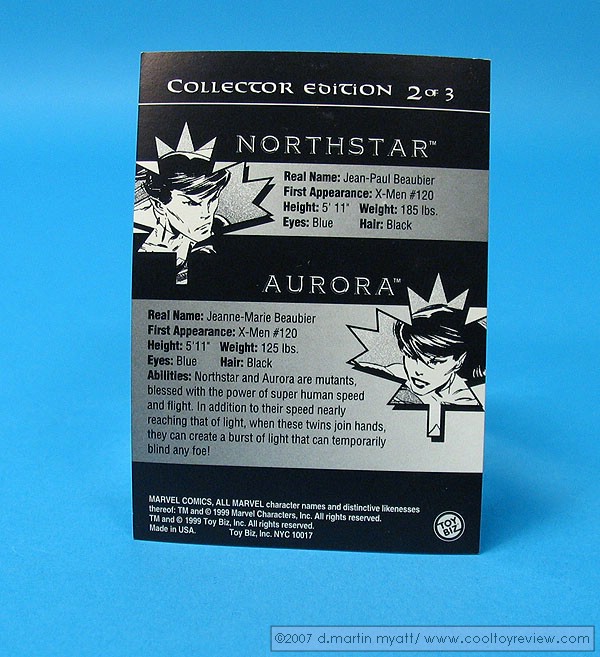 COLLECTOR EDITION 2 OF 3
NORTHSTAR™
Real Name: Jean-Paul Beaubier
First Appearance: X-Men #120
Height: 5' 11" Weight: 185 lbs.
Eyes: Blue Hair: Black
AURORA™
Real Name: Jeanne-Marie Beaubier
First Appearance: X-Men #120
Height: 5'11" Weight: 125 lbs.
Eyes: Blue Hair: Black
Abilities: Northstar and Aurora are mutants,
blessed with the power of super human speed
and flight. In addition to their speed nearly
reaching that of light, when these twins join hands,
they can create a burst of light that can temporarily
blind any foe!
MARVEL COMICS, ALL MARVEL character names and distinctive likenesses
thereof: TM and © 1999 Marvel Characters, Inc. All rights reserved.
TM and © 1999 Toy Biz, Inc. All rights reserved.
Made in USA. Toy Biz, Inc. NYC 10017
TOY
BIZ
©2007 d.martin myatt/ www.cooltoyreview.com